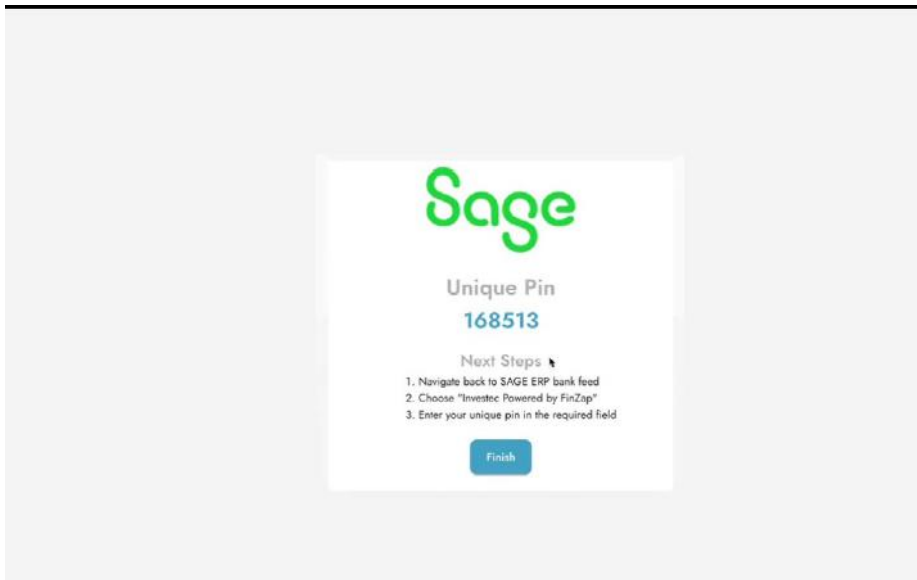 Sage
Unique Pin
168513
Next Steps
1. Navigate back to SAGE ERP bank feed
2. Choose "Investec Powered by FinZap"
3. Enter your unique pin in the required field
Finish